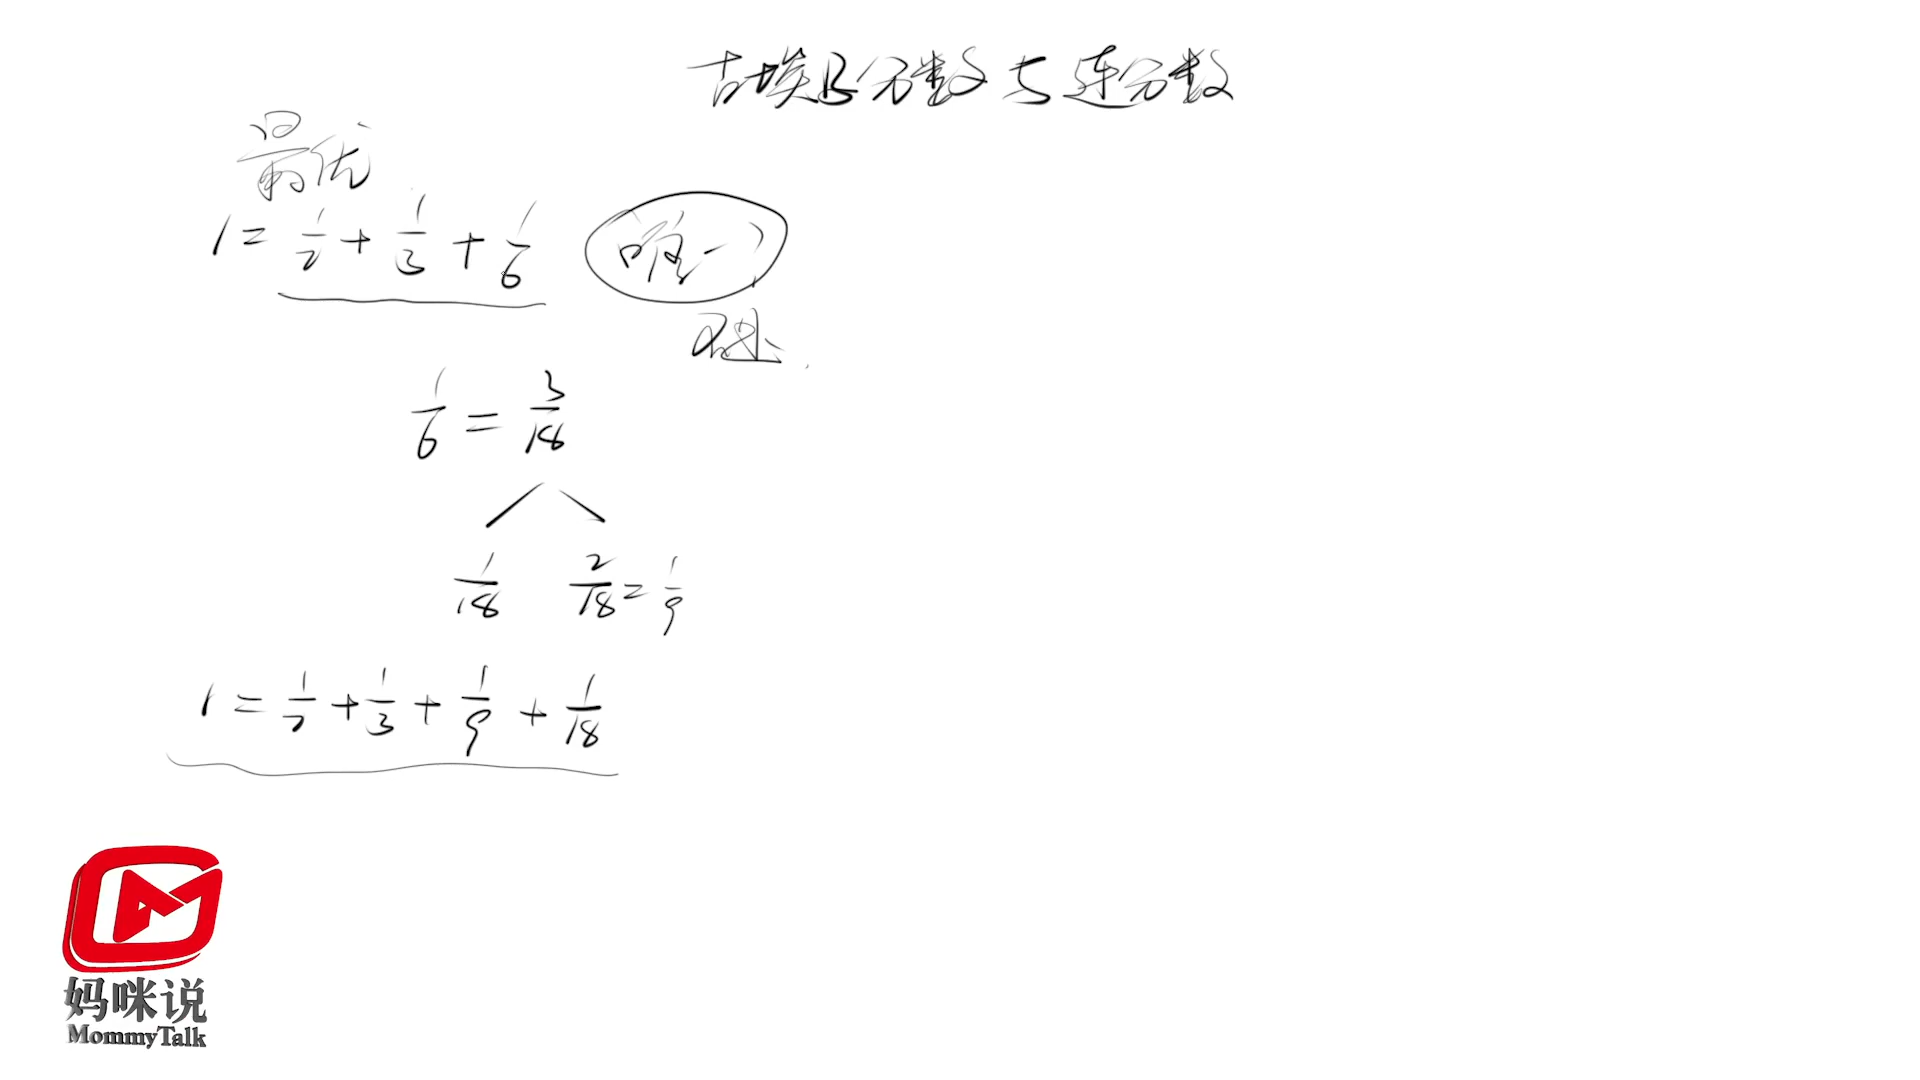 古埃及分数与连分数
最优
1 = 1/2 + 1/3 + 1/6 唯一
1/6 = 3/18
1/18 2/18 = 1/9
1 = 1/2 + 1/3 + 1/9 + 1/18
妈咪说
MommyTalk